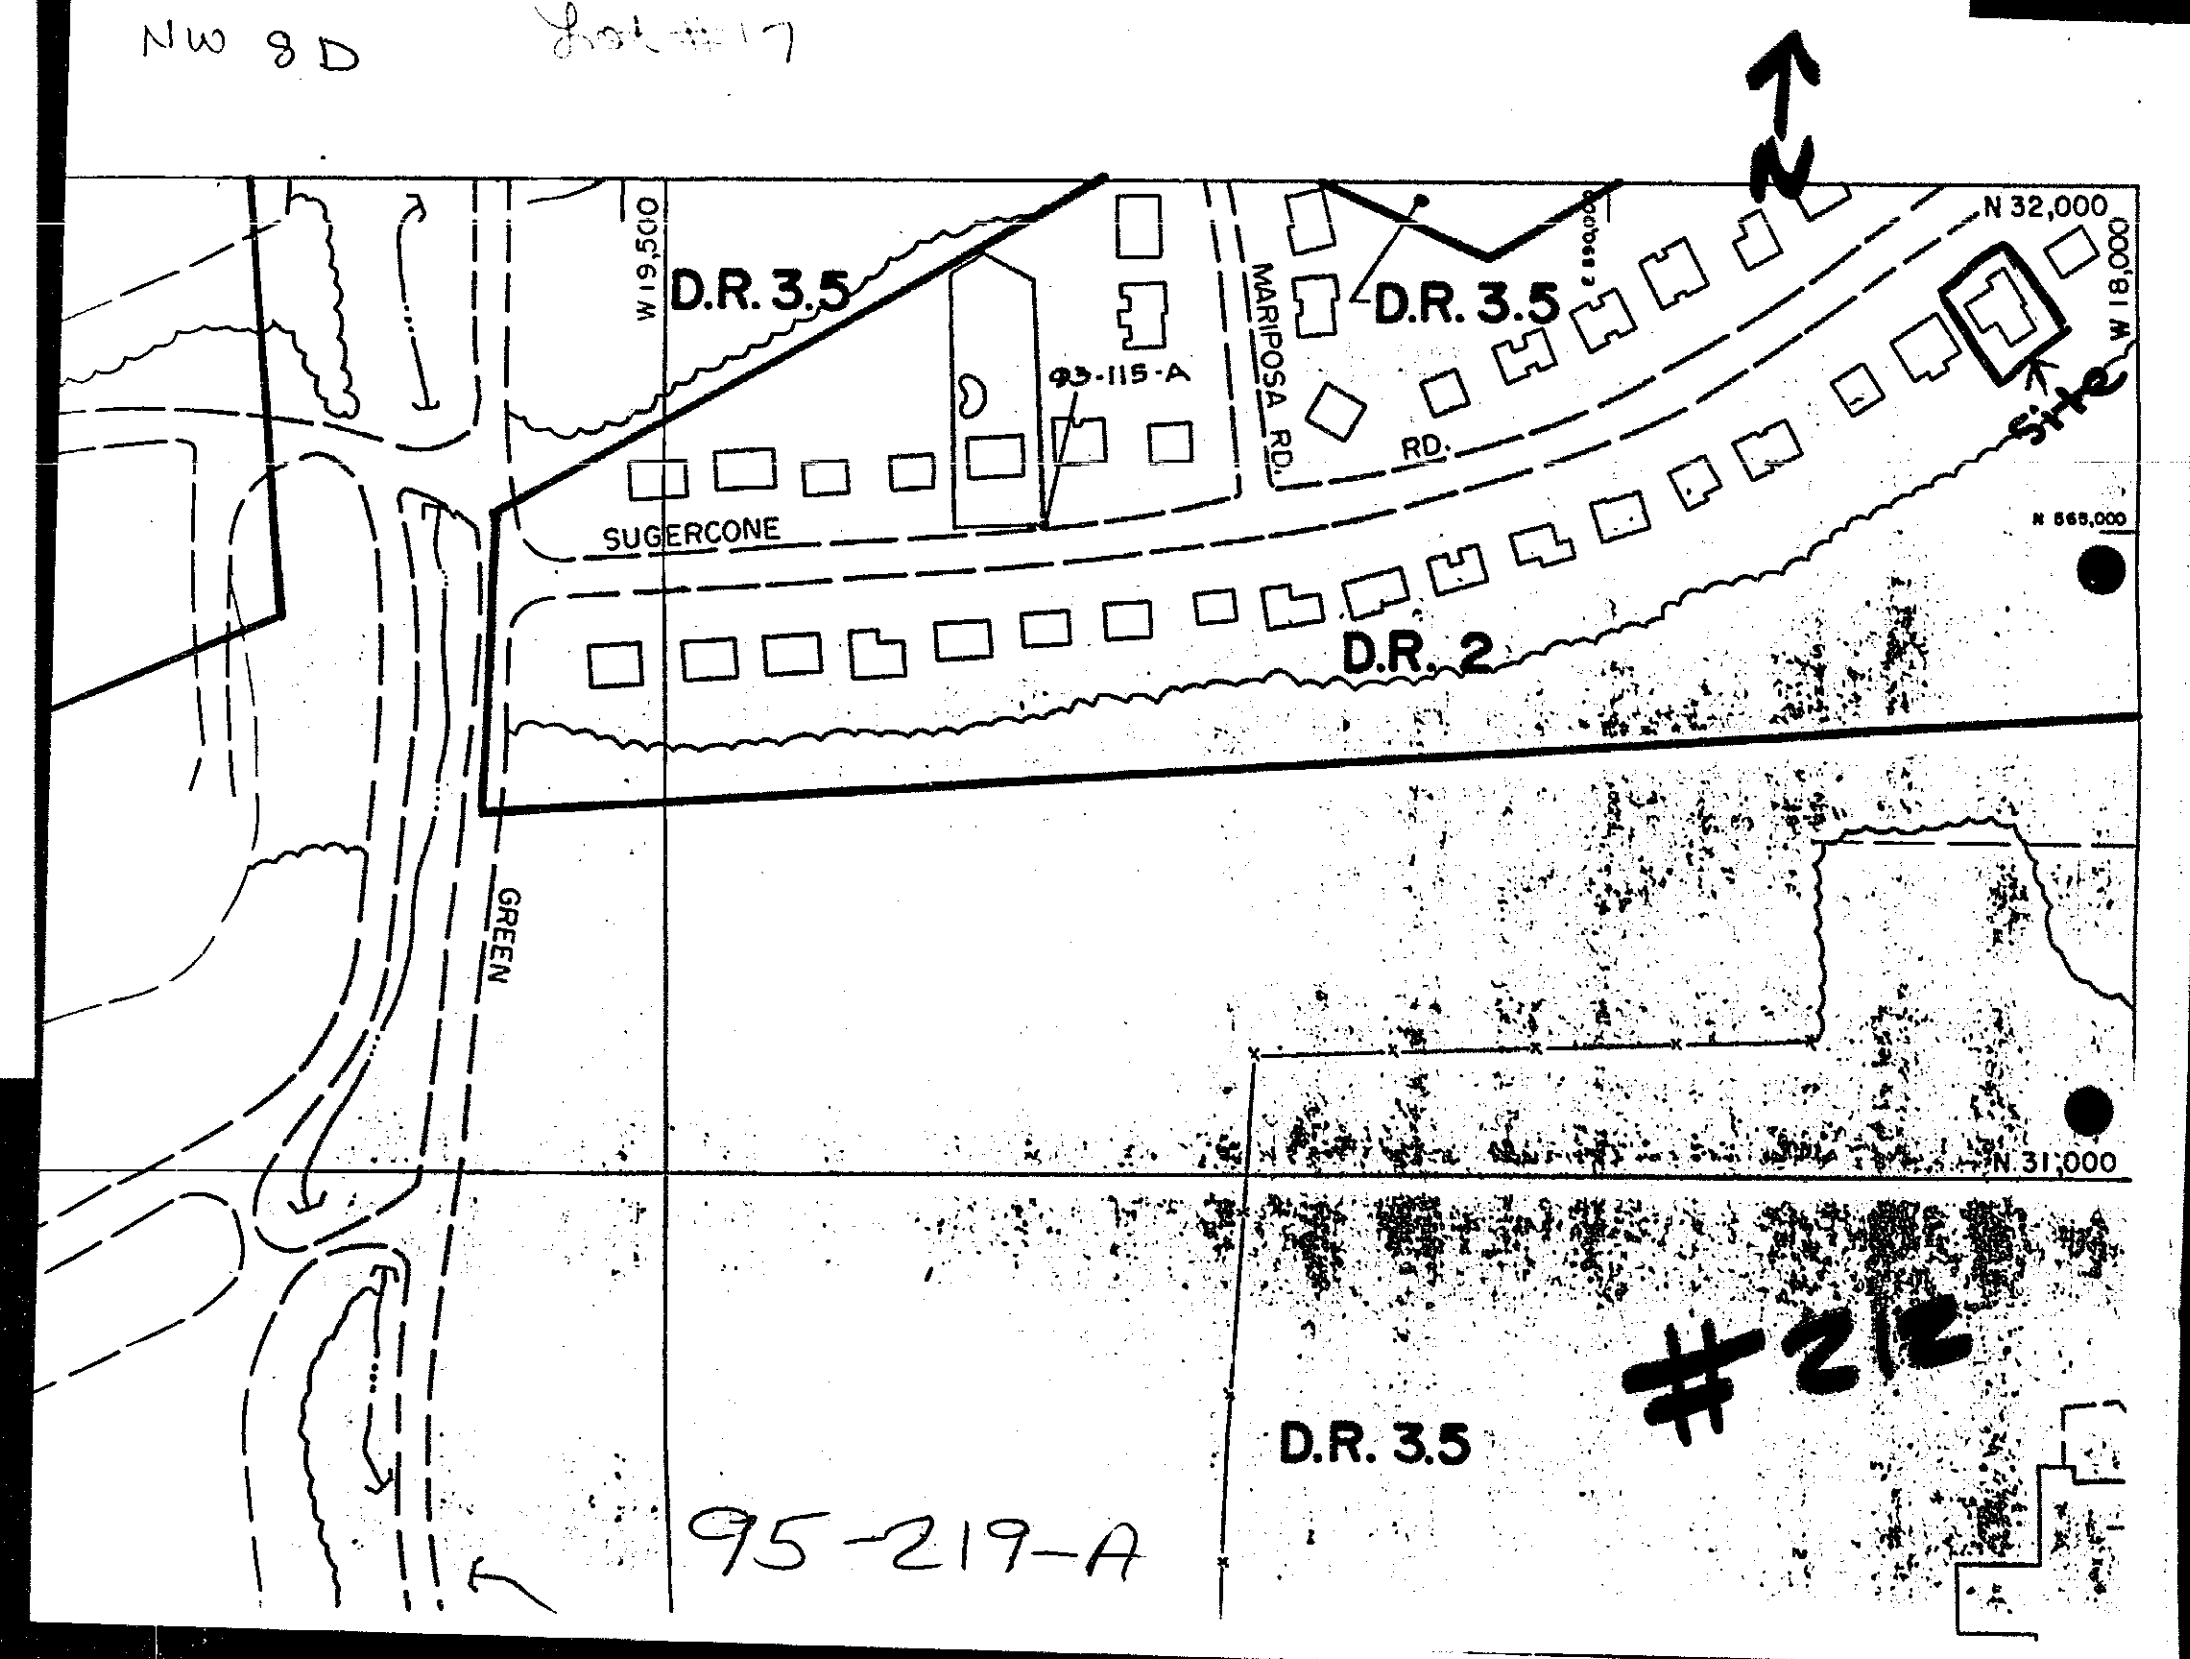 NW 8D Lot #17
N
N 32,000
W 19,500
D.R. 3.5
MARIPOSA RD.
D.R. 3.5
W 18,000
93-115-A
Site
RD.
SUGERCONE
N 565,000
D.R. 2
GREEN
N 31,000
#212
D.R. 3.5
95-219-A